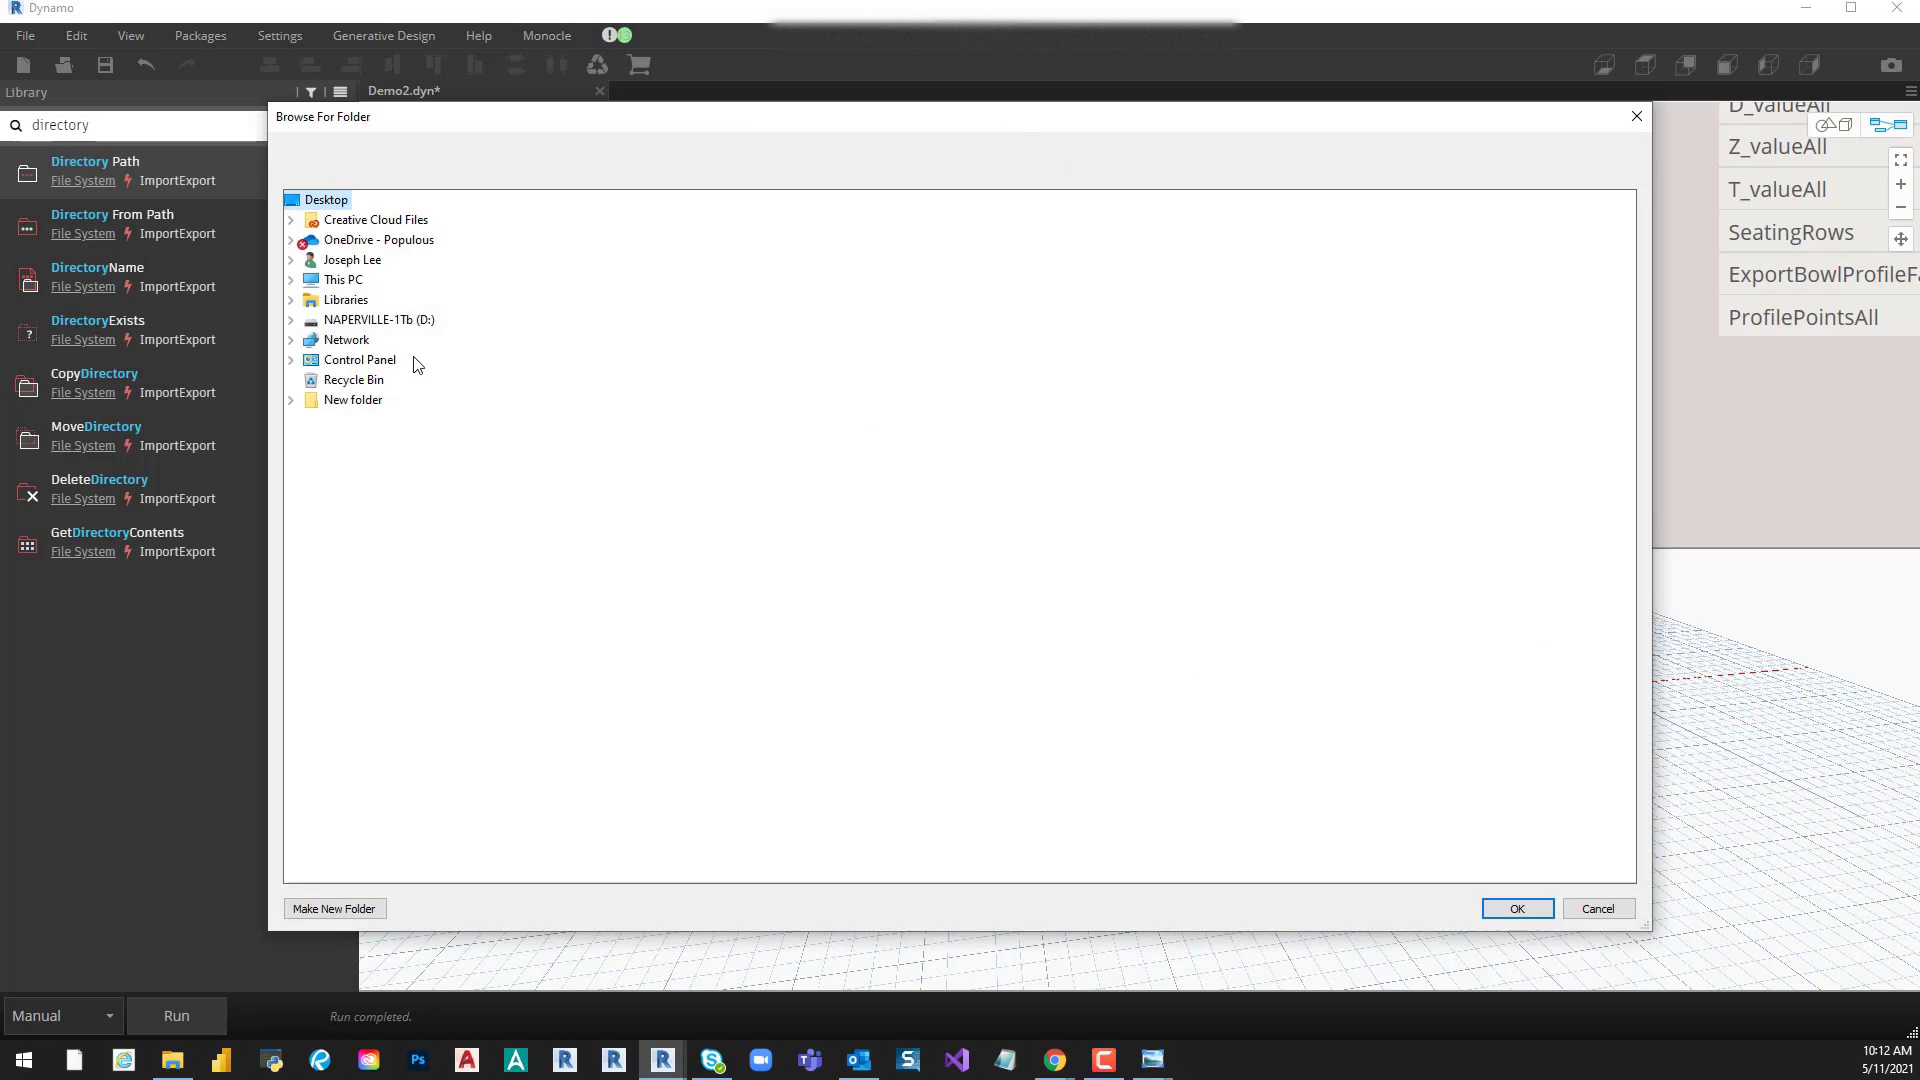 Dynamo
File Edit View Packages Settings Generative Design Help Monocle
Library
Demo2.dyn*
directory
Browse For Folder
Directory Path
File System ImportExport
Directory From Path
File System ImportExport
DirectoryName
File System ImportExport
DirectoryExists
File System ImportExport
CopyDirectory
File System ImportExport
MoveDirectory
File System ImportExport
DeleteDirectory
File System ImportExport
GetDirectoryContents
File System ImportExport
Desktop
Creative Cloud Files
OneDrive - Populous
Joseph Lee
This PC
Libraries
NAPERVILLE-1Tb (D:)
Network
Control Panel
Recycle Bin
New folder
Make New Folder
OK
Cancel
D_valueAll
Z_valueAll
T_valueAll
SeatingRows
ExportBowlProfileFa
ProfilePointsAll
Manual
Run
Run completed.
10:12 AM
5/11/2021